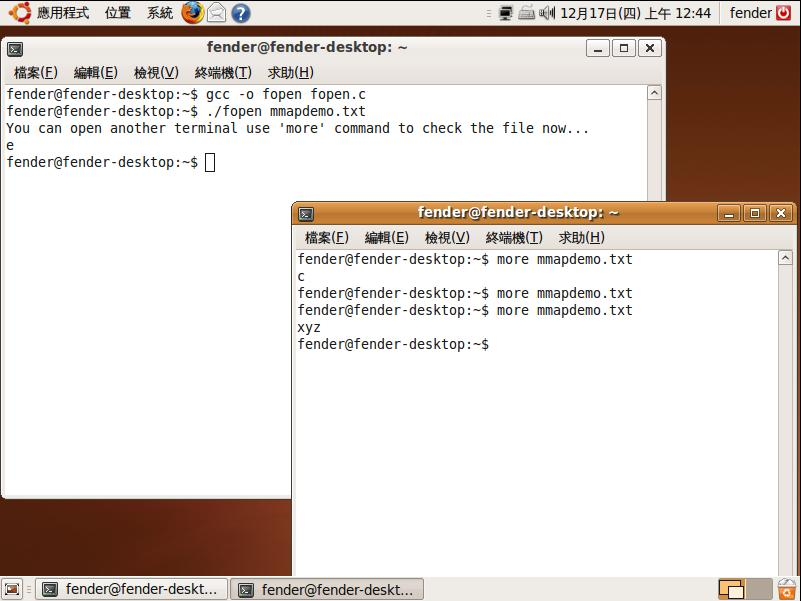 應用程式 位置 系統 12月17日(四) 上午 12:44 fender
fender@fender-desktop: ~
檔案(F) 編輯(E) 檢視(V) 終端機(T) 求助(H)
fender@fender-desktop:~$ gcc -o fopen fopen.c
fender@fender-desktop:~$ ./fopen mmapdemo.txt
You can open another terminal use 'more' command to check the file now...
e
fender@fender-desktop:~$
fender@fender-desktop: ~
檔案(F) 編輯(E) 檢視(V) 終端機(T) 求助(H)
fender@fender-desktop:~$ more mmapdemo.txt
c
fender@fender-desktop:~$ more mmapdemo.txt
fender@fender-desktop:~$ more mmapdemo.txt
xyz
fender@fender-desktop:~$
fender@fender-deskt... fender@fender-deskt...